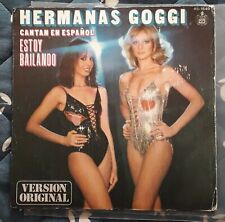 HERMANAS GOGGI
CANTAN EN ESPAÑOL
ESTOY
BAILANDO
VERSION
ORIGINAL